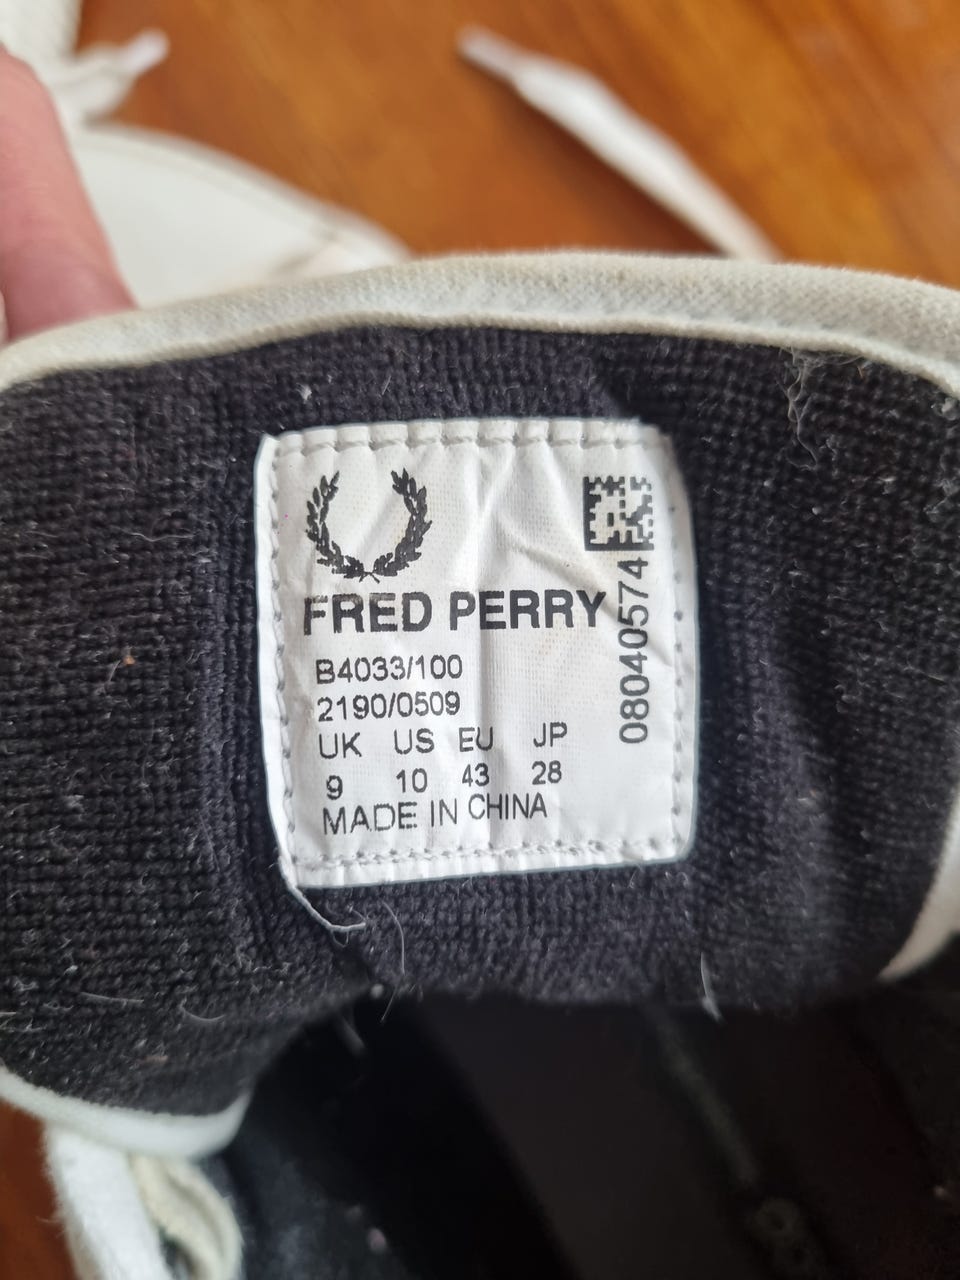 FRED PERRY
B4033/100
2190/0509
UK US EU JP
9 10 43 28
MADE IN CHINA
08040574